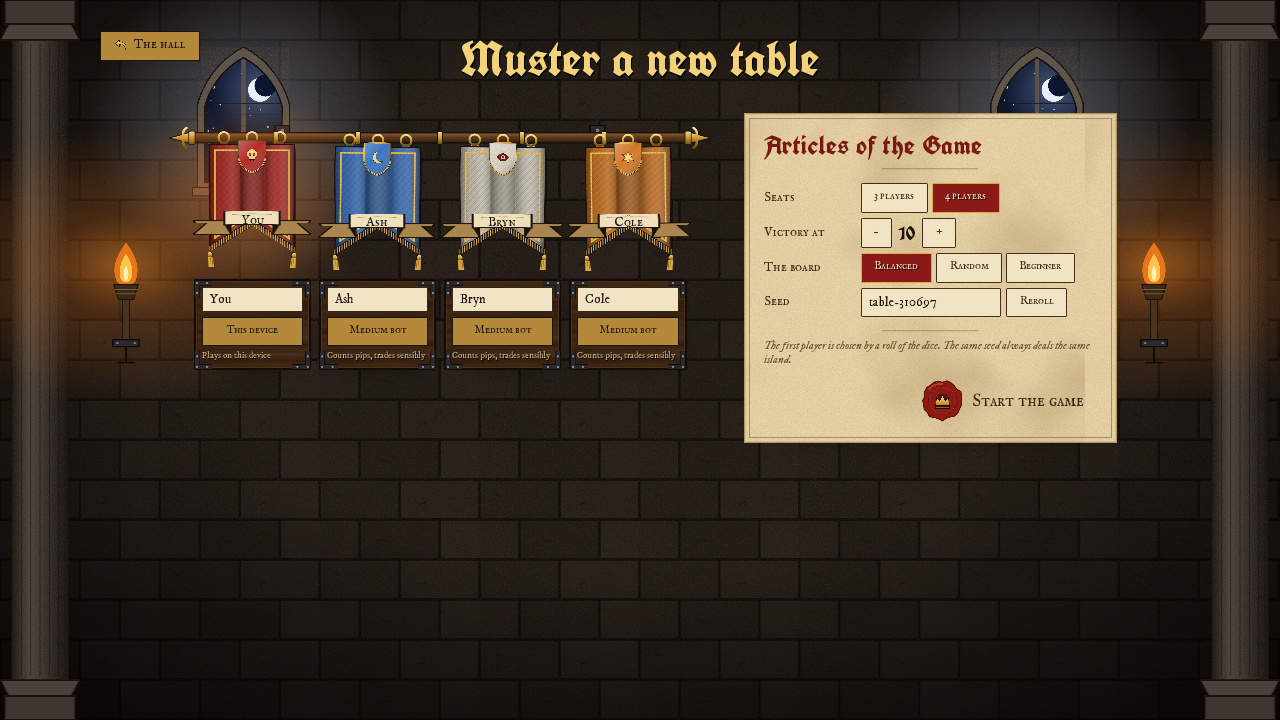 The hall
Muster a new table
You
Ash
Bryn
Cole
You
Ash
Bryn
Cole
This device
Medium bot
Medium bot
Medium bot
Plays on this device
Counts pips, trades sensibly
Counts pips, trades sensibly
Counts pips, trades sensibly
Articles of the Game
Seats 3 Players 4 Players
Victory at - 10 +
The board Balanced Random Beginner
Seed table-310697 Reroll
The first player is chosen by a roll of the dice. The same seed always deals the same
island.
Start the game